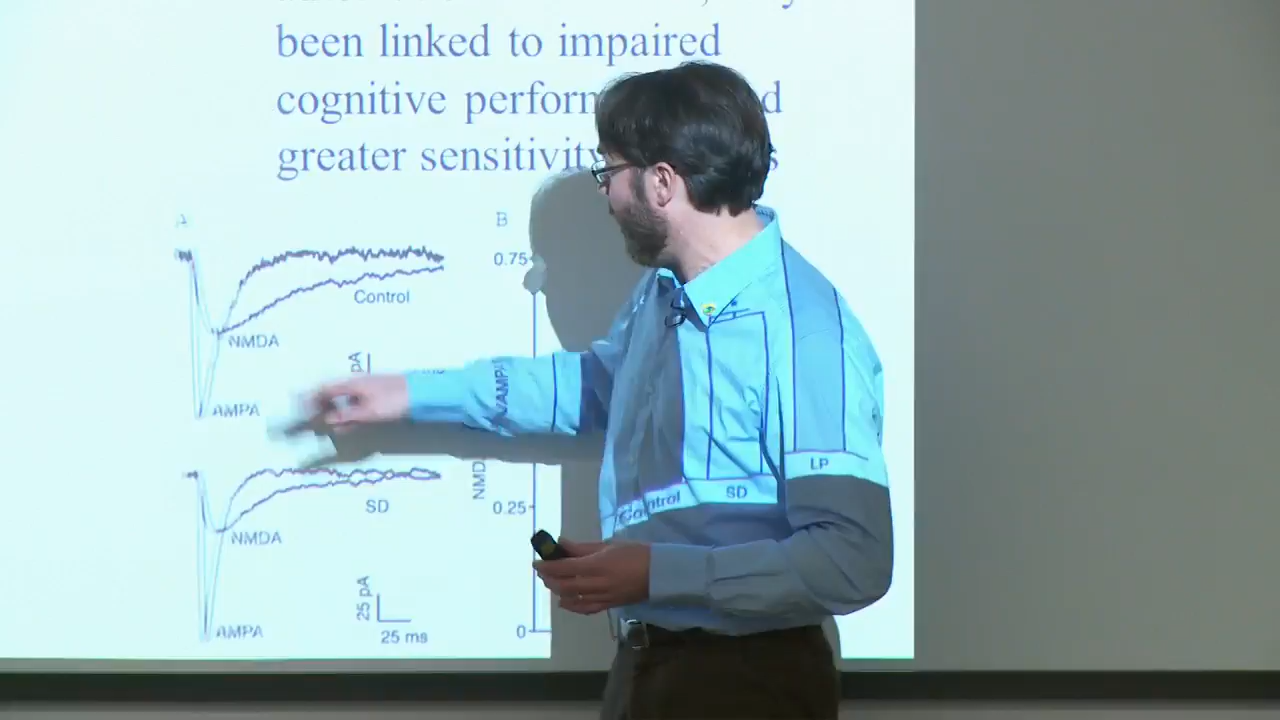 been linked to impaired
cognitive perform d
greater sensitivity s
A
B
0.75
Control
NMDA
pA
AMPA
/AMPA
NMD
SD
0.25
NMDA
25 pA
25 ms
AMPA
0
Control
SD
LP